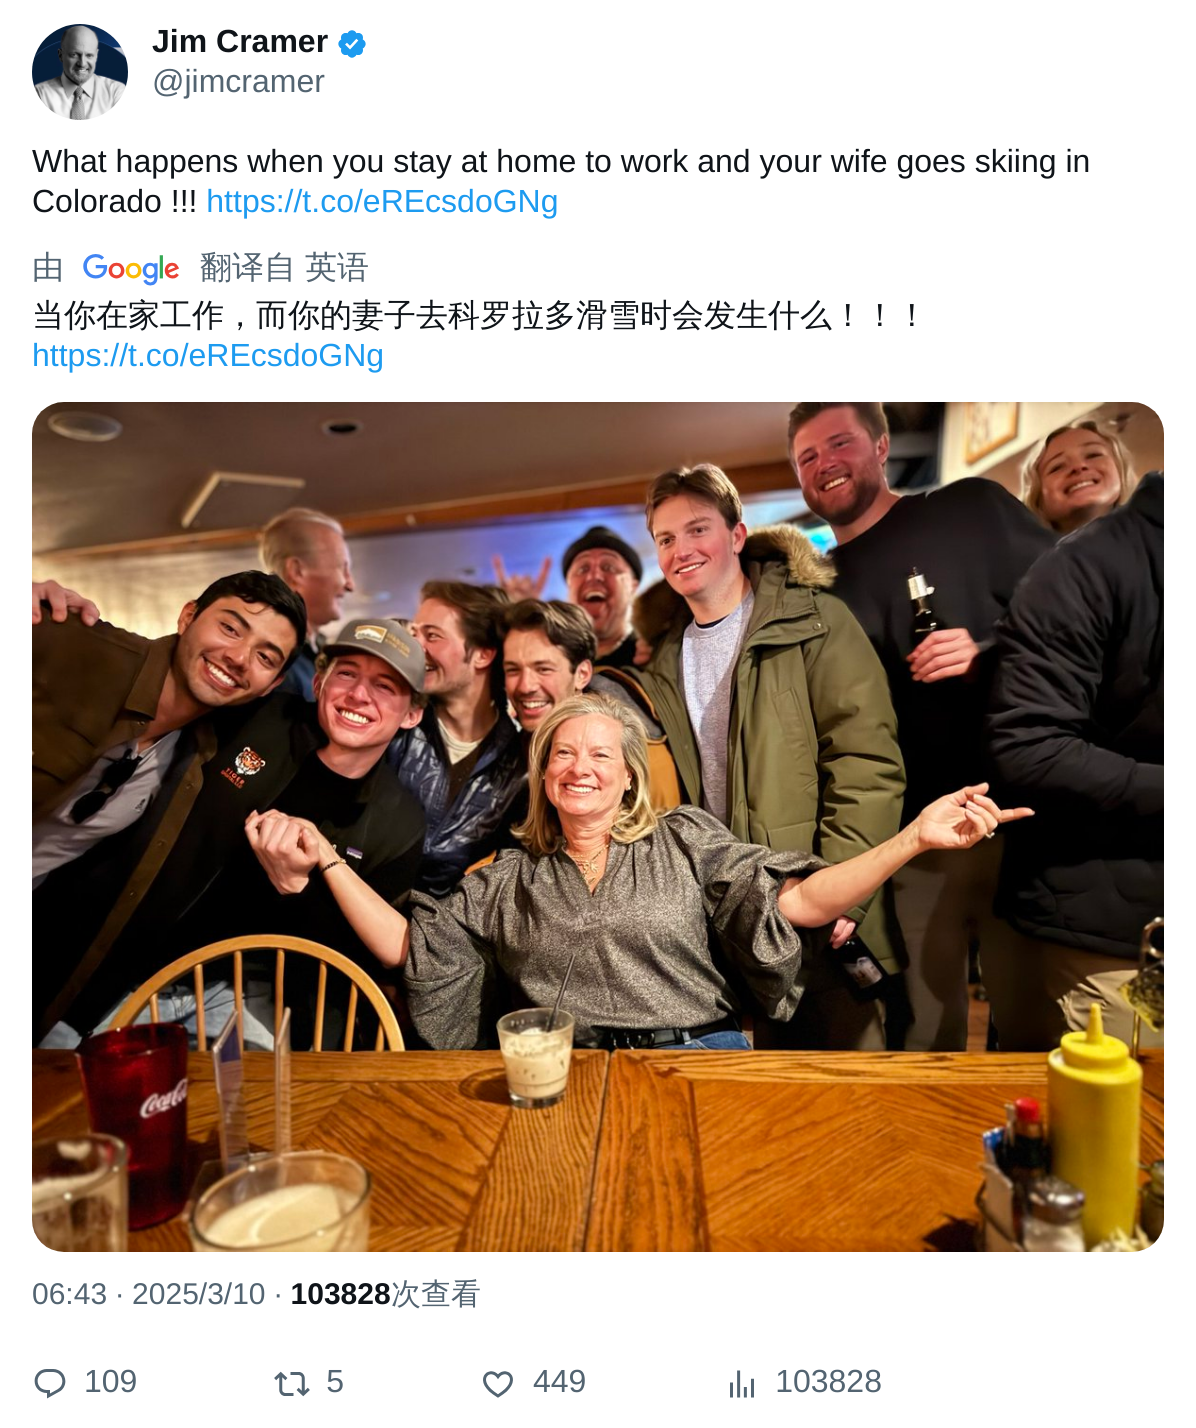 Jim Cramer
@jimcramer
What happens when you stay at home to work and your wife goes skiing in
Colorado !!! https://t.co/eREcsdoGNg
由 Google 翻译自 英语
当你在家工作，而你的妻子去科罗拉多滑雪时会发生什么！！！
https://t.co/eREcsdoGNg
Coca-Cola
06:43 · 2025/3/10 · 103828次查看
109 5 449 103828